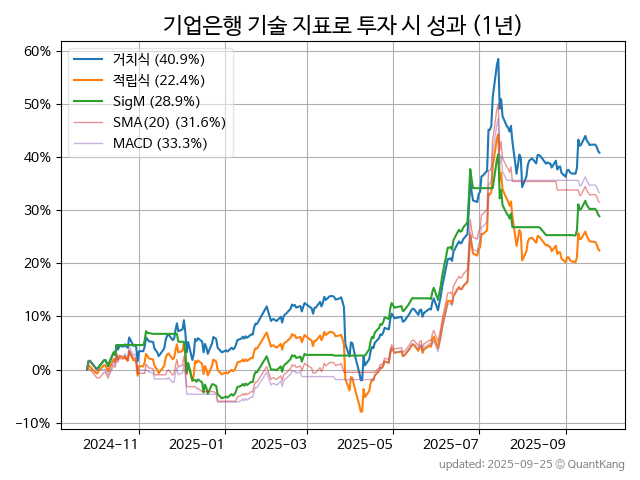 기업은행 기술 지표로 투자 시 성과 (1년)
60%
50%
40%
30%
20%
10%
0%
−10%
거치식 (40.9%)
적립식 (22.4%)
SigM (28.9%)
SMA(20) (31.6%)
MACD (33.3%)
2024−11
2025−01
2025−03
2025−05
2025−07
2025−09
updated: 2025-09-25 © QuantKang